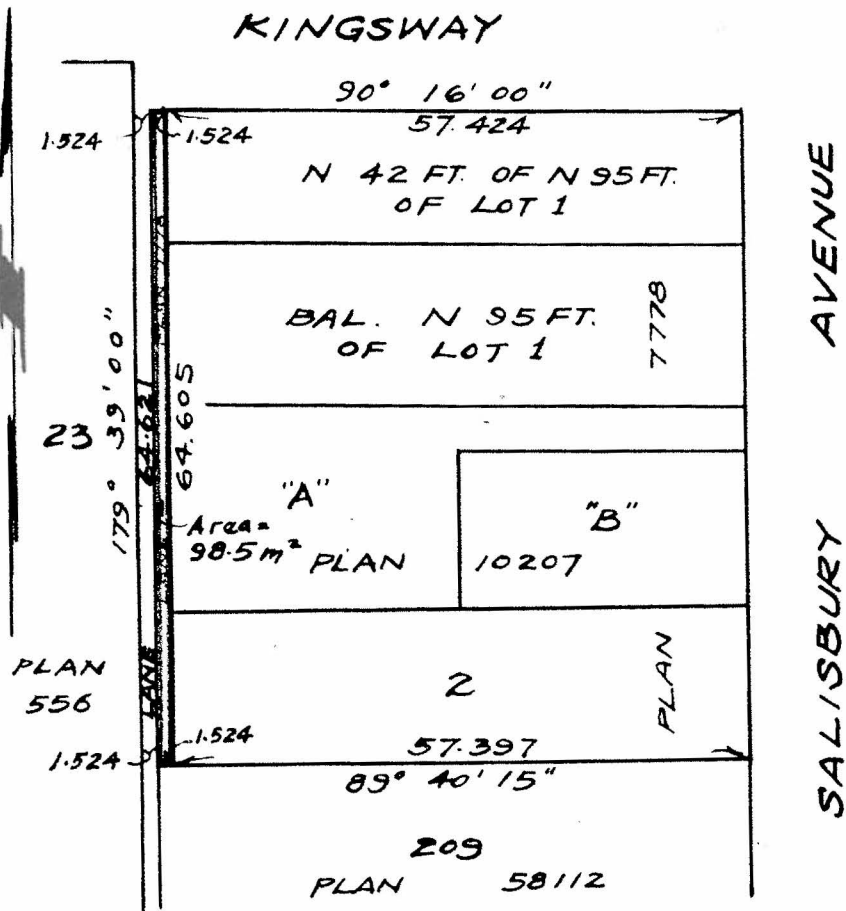 KINGSWAY
90° 16' 00"
57.424
1.524
1.524
N 42 FT. OF N 95 FT.
OF LOT 1
AVENUE
BAL. N 95 FT.
OF LOT 1
7778
179° 39' 00"
64.621
64.605
23
"A"
"B"
Area =
98.5 m²
PLAN
10207
PLAN
556
LANE
2
PLAN
SALISBURY
1.524
1.524
57.397
89° 40' 15"
209
PLAN 58112